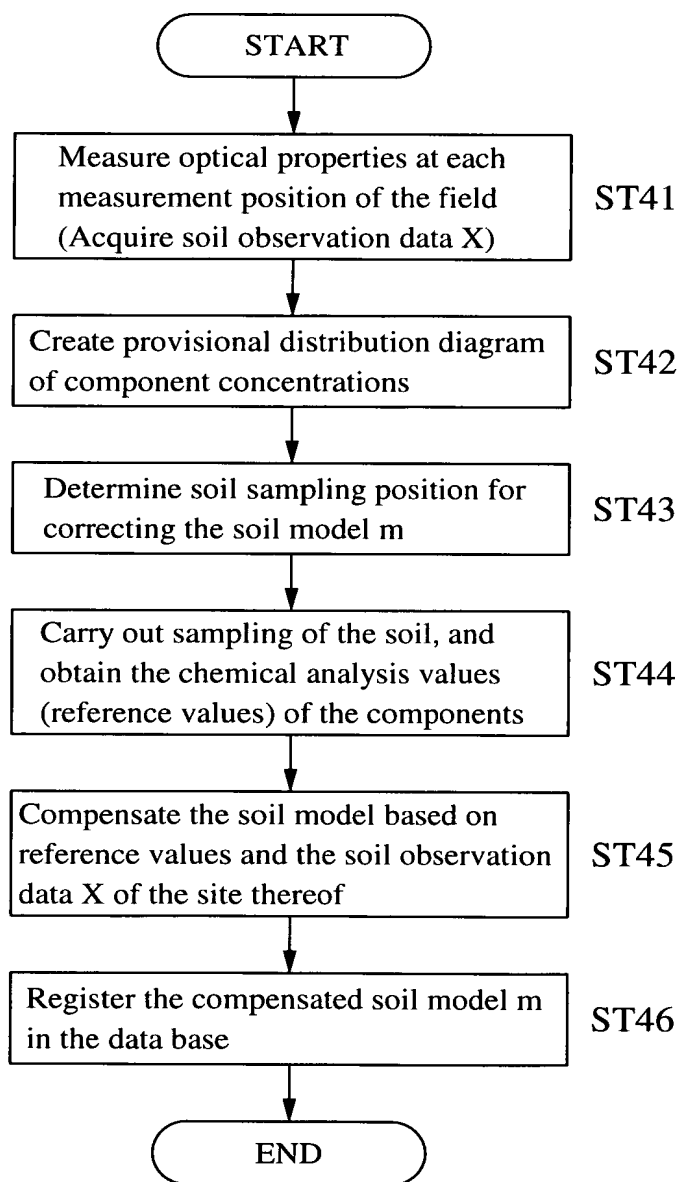 START
Measure optical properties at each
measurement position of the field
(Acquire soil observation data X)
ST41
Create provisional distribution diagram
of component concentrations
ST42
Determine soil sampling position for
correcting the soil model m
ST43
Carry out sampling of the soil, and
obtain the chemical analysis values
(reference values) of the components
ST44
Compensate the soil model based on
reference values and the soil observation
data X of the site thereof
ST45
Register the compensated soil model m
in the data base
ST46
END